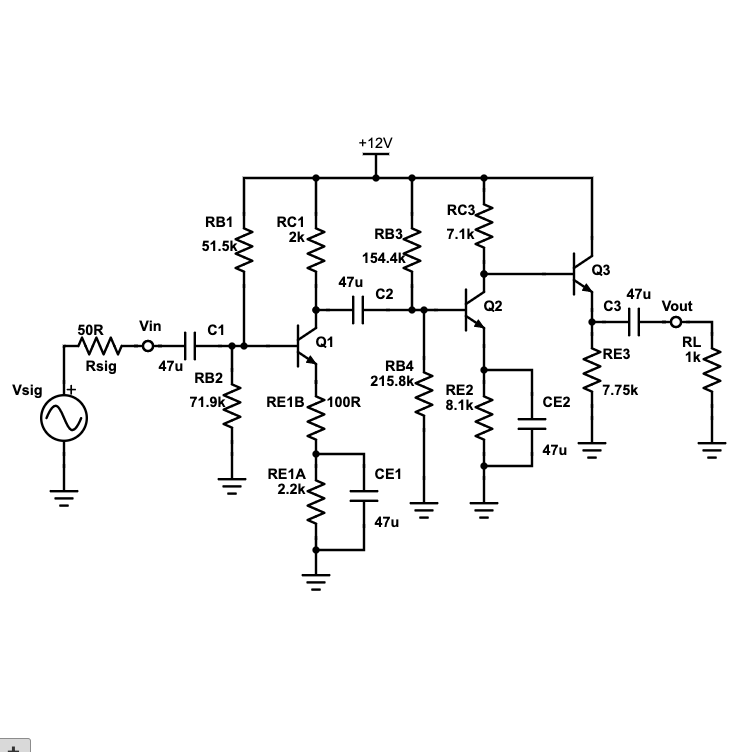 +12V
RB1
51.5k
RC1
2k
RB3
154.4k
RC3
7.1k
Q3
47u
C2
C3
47u
Vout
50R
Rsig
Vin
C1
47u
Q1
Q2
RL
1k
Vsig
+
RB2
71.9k
RE1B
100R
RB4
215.8k
RE2
8.1k
CE2
47u
RE3
7.75k
RE1A
2.2k
CE1
47u
+